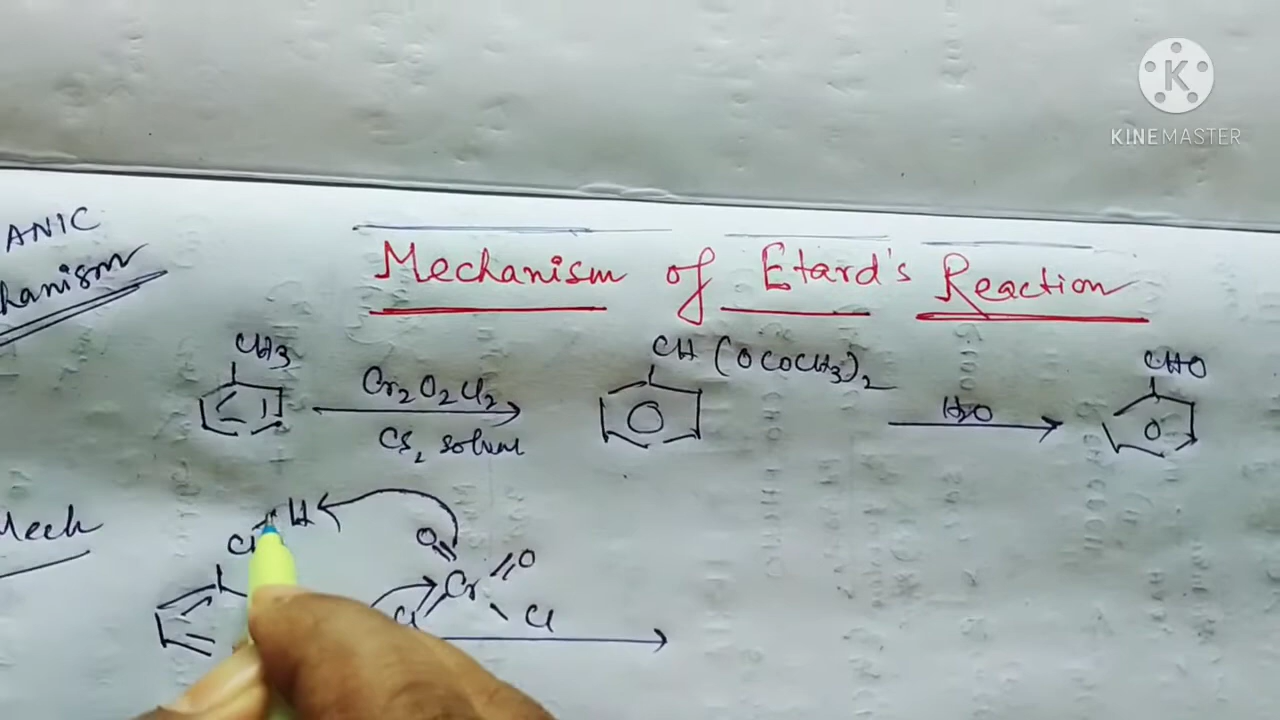 KINEMASTER
ANIC
hanism
Mechanism of Etard's Reaction
CH3
Cr2O2Cl2
CS2 solvent
CH (OCOCH3)2
H2O
CHO
Mech
H
O
O
Cr
Cl
Cl